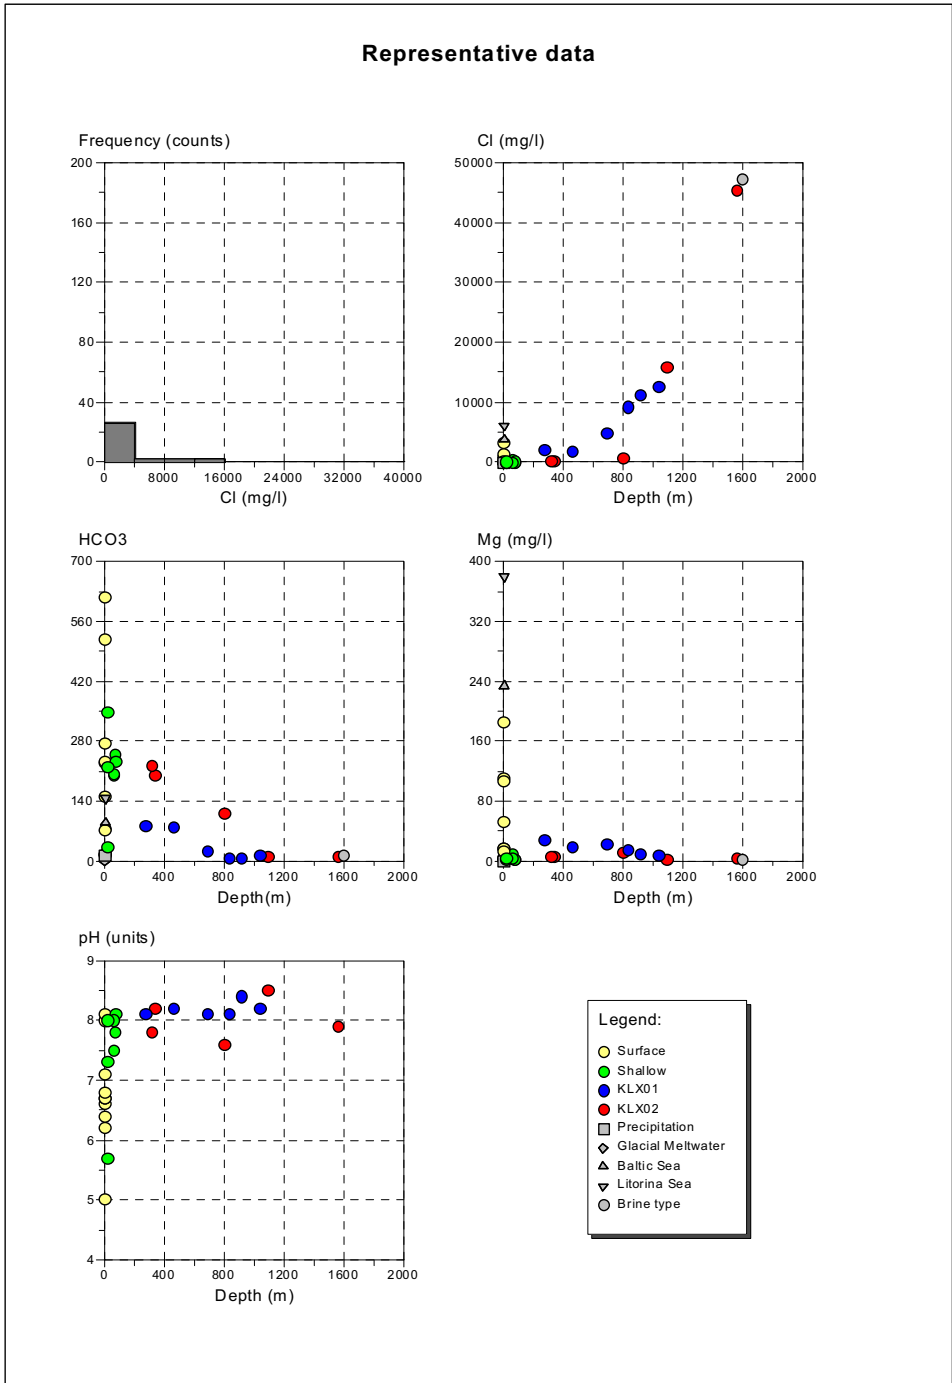 Representative data
Frequency (counts)
200
160
120
80
40
0
0 8000 16000 24000 32000 40000
Cl (mg/l)
Cl (mg/l)
50000
40000
30000
20000
10000
0
0 400 800 1200 1600 2000
Depth (m)
HCO3
700
560
420
280
140
0
0 400 800 1200 1600 2000
Depth(m)
Mg (mg/l)
400
320
240
160
80
0
0 400 800 1200 1600 2000
Depth (m)
pH (units)
9
8
7
6
5
4
0 400 800 1200 1600 2000
Depth (m)
Legend:
Surface
Shallow
KLX01
KLX02
Precipitation
Glacial Meltwater
Baltic Sea
Litorina Sea
Brine type